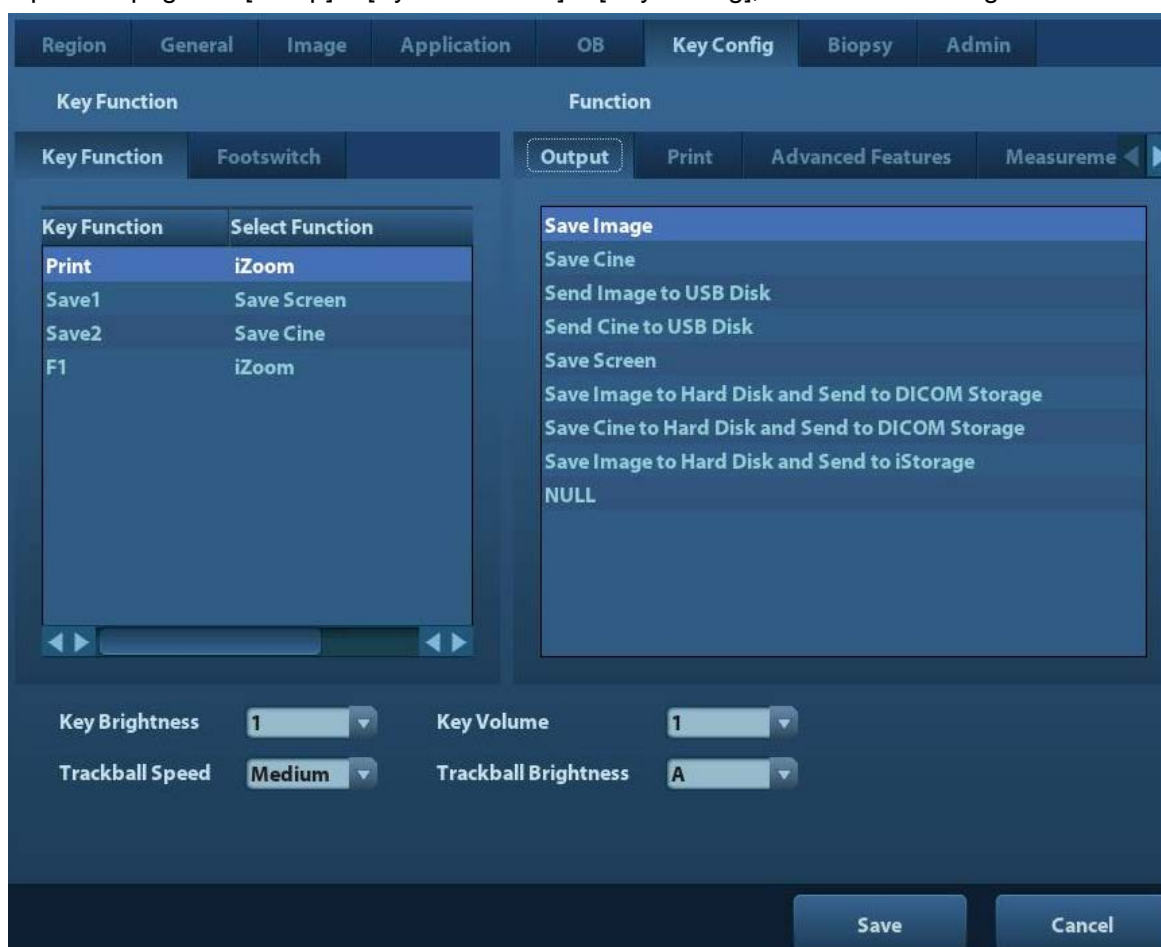 Region General Image Application OB Key Config Biopsy Admin
Key Function Function
Key Function Footswitch Output Print Advanced Features Measureme
Key Function Select Function
Print iZoom
Save1 Save Screen
Save2 Save Cine
F1 iZoom
Save Image
Save Cine
Send Image to USB Disk
Send Cine to USB Disk
Save Screen
Save Image to Hard Disk and Send to DICOM Storage
Save Cine to Hard Disk and Send to DICOM Storage
Save Image to Hard Disk and Send to iStorage
NULL
Key Brightness 1 Key Volume 1
Trackball Speed Medium Trackball Brightness A
Save Cancel